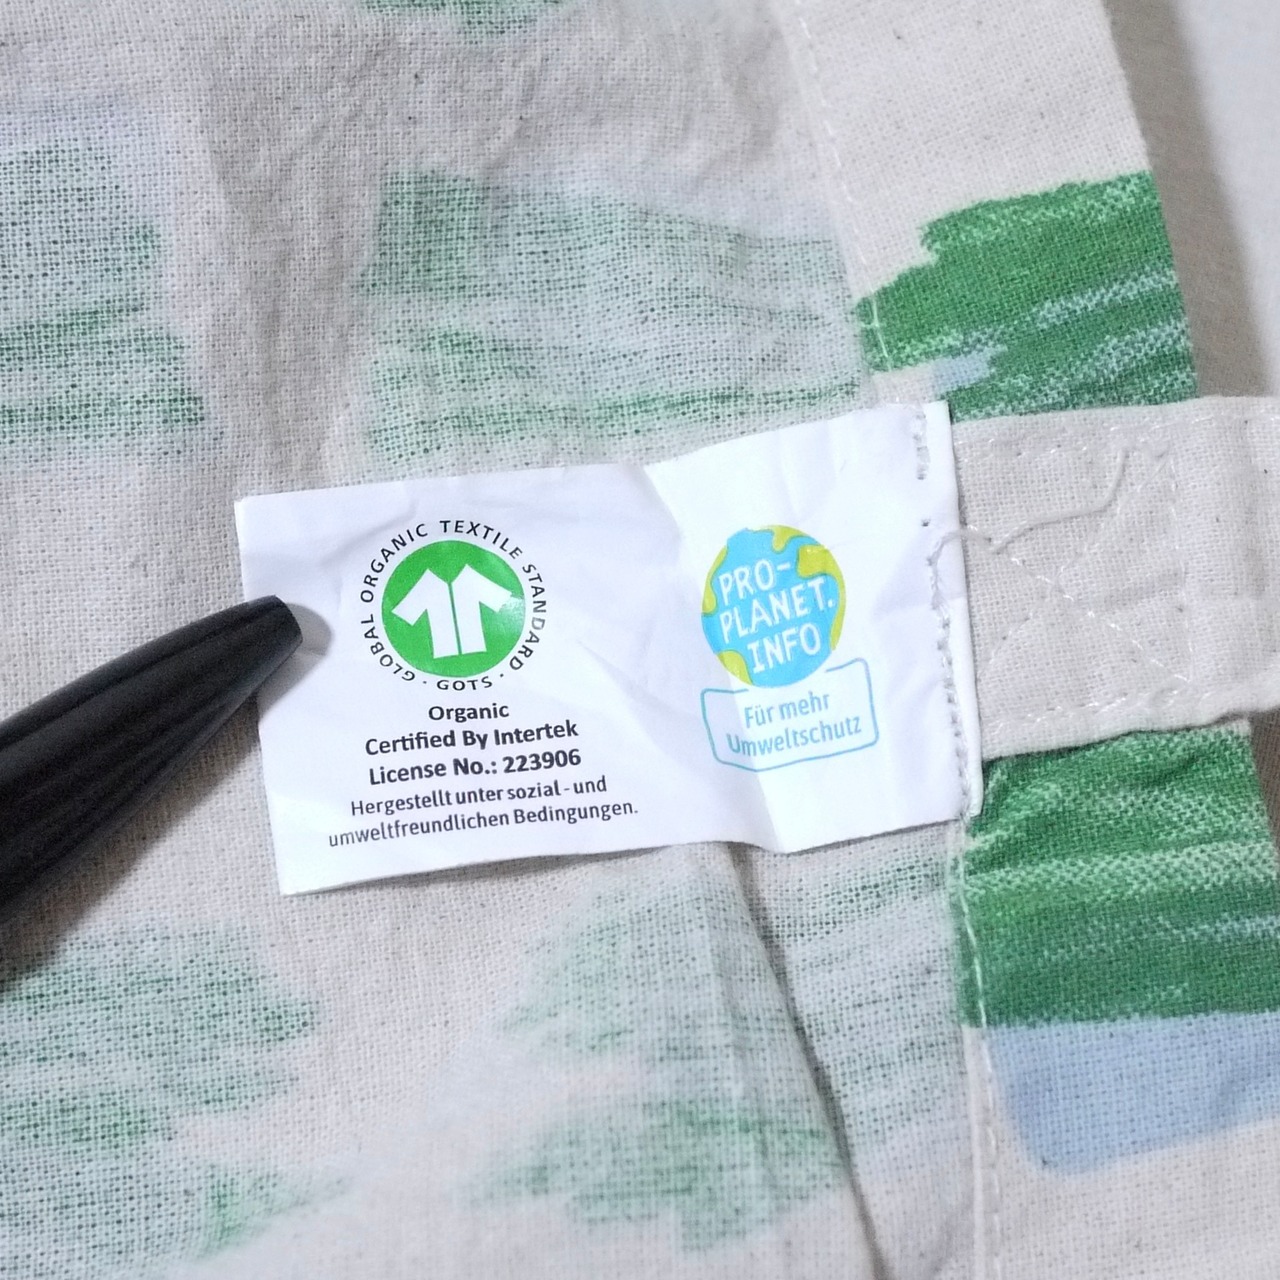 GLOBAL ORGANIC TEXTILE STANDARD · GOTS ·
Organic
Certified By Intertek
License No.: 223906
Hergestellt unter sozial - und
umweltfreundlichen Bedingungen.
PRO-
PLANET.
INFO
Für mehr
Umweltschutz